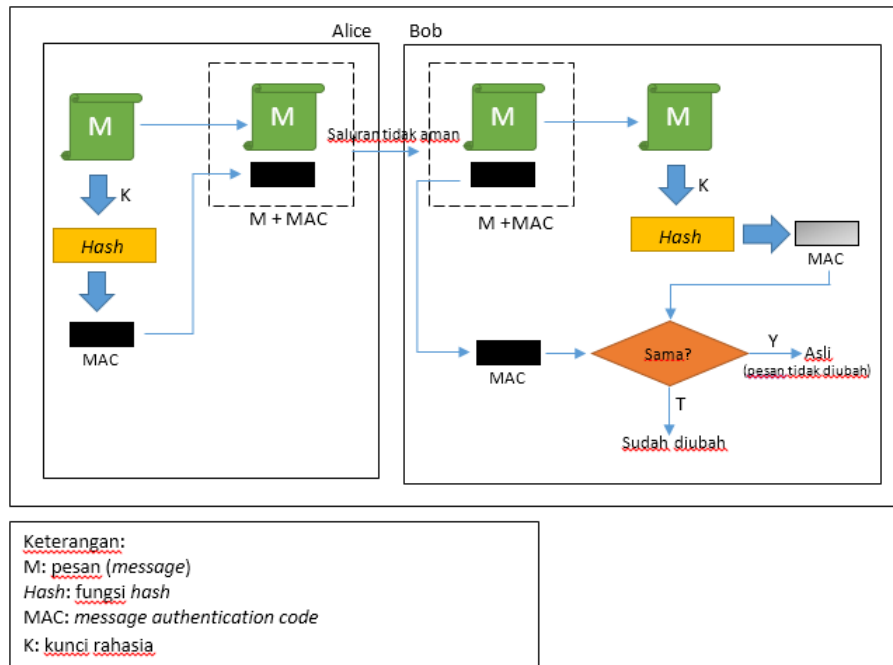 Alice
Bob
M
M
Saluran tidak aman
M
M
K
M + MAC
M +MAC
K
Hash
Hash
MAC
MAC
MAC
Sama?
Y
Asli
(pesan tidak diubah)
T
Sudah diubah
Keterangan:
M: pesan (message)
Hash: fungsi hash
MAC: message authentication code
K: kunci rahasia